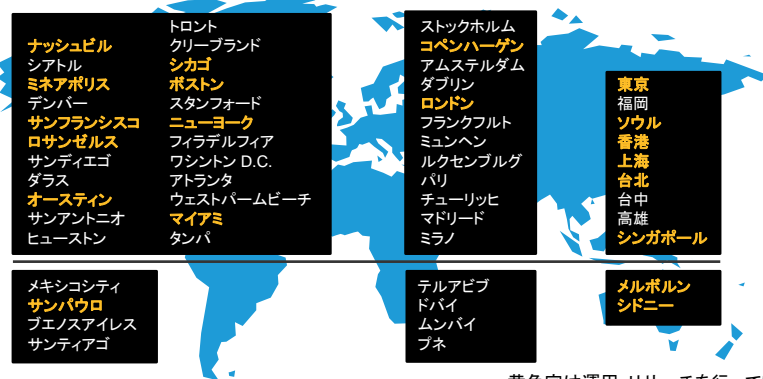 ナッシュビル
シアトル
ミネアポリス
デンバー
サンフランシスコ
ロサンゼルス
サンディエゴ
ダラス
オースティン
サンアントニオ
ヒューストン
トロント
クリーブランド
シカゴ
ボストン
スタンフォード
ニューヨーク
フィラデルフィア
ワシントン D.C.
アトランタ
ウェストパームビーチ
マイアミ
タンパ
ストックホルム
コペンハーゲン
アムステルダム
ダブリン
ロンドン
フランクフルト
ミュンヘン
ルクセンブルグ
パリ
チューリッヒ
マドリード
ミラノ
東京
福岡
ソウル
香港
上海
台北
台中
高雄
シンガポール
メキシコシティ
サンパウロ
ブエノスアイレス
サンティアゴ
テルアビブ
ドバイ
ムンバイ
プネ
メルボルン
シドニー